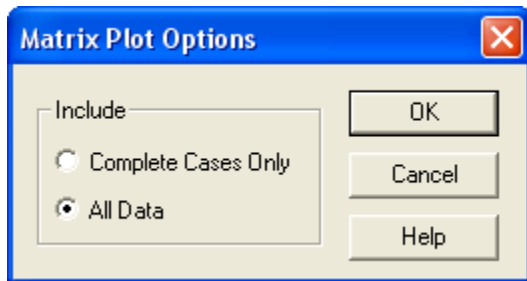 Matrix Plot Options
Include
Complete Cases Only
All Data
OK
Cancel
Help